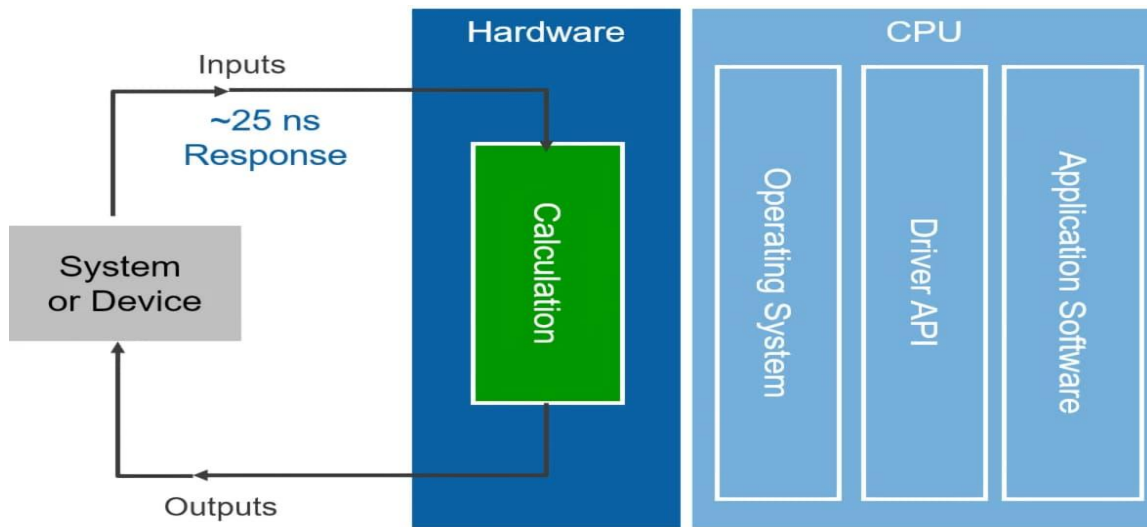 Hardware
CPU
Inputs
~25 ns
Response
System
or Device
Calculation
Operating System
Driver API
Application Software
Outputs